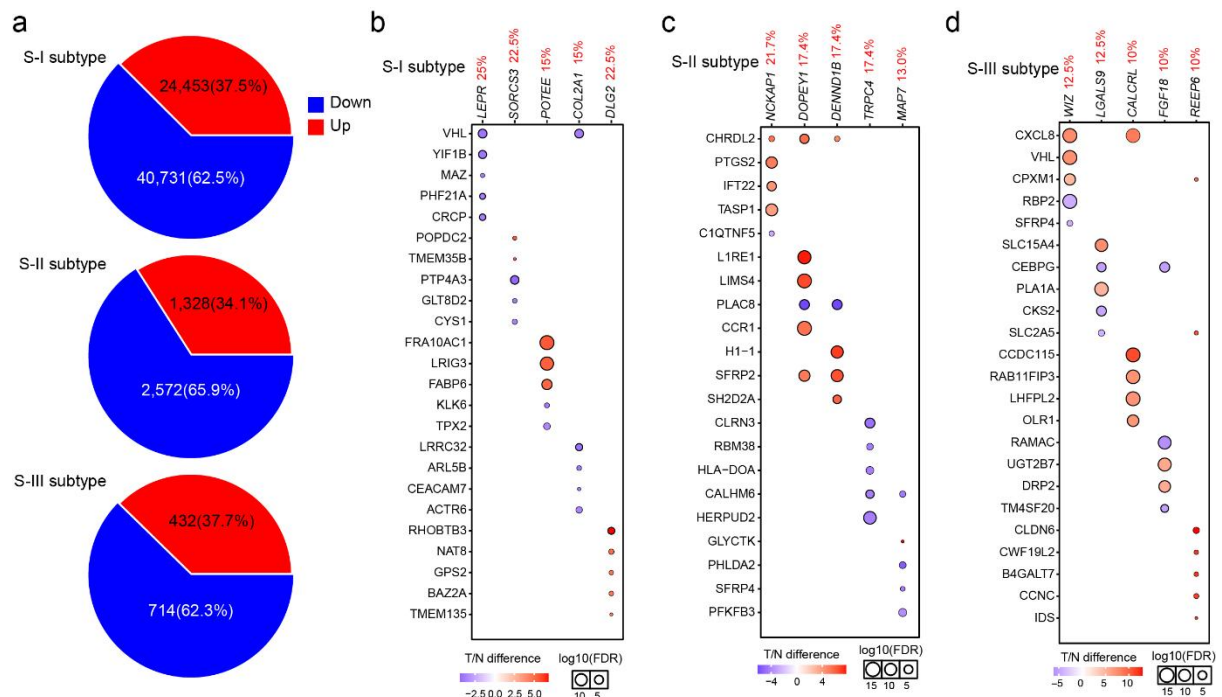 a
S-I subtype
24,453(37.5%)
40,731(62.5%)
Down
Up
S-II subtype
1,328(34.1%)
2,572(65.9%)
S-III subtype
432(37.7%)
714(62.3%)
b
S-I subtype
LEPR 25%
SORCS3 22.5%
POTEE 15%
COL2A1 15%
DLG2 22.5%
VHL
YIF1B
MAZ
PHF21A
CRCP
POPDC2
TMEM35B
PTP4A3
GLT8D2
CYS1
FRA10AC1
LRIG3
FABP6
KLK6
TPX2
LRRC32
ARL5B
CEACAM7
ACTR6
RHOBTB3
NAT8
GPS2
BAZ2A
TMEM135
T/N difference
−2.5 0.0 2.5 5.0
log10(FDR)
10 5
c
S-II subtype
NCKAP1 21.7%
DOPEY1 17.4%
DENND1B 17.4%
TRPC4 17.4%
MAP7 13.0%
CHRDL2
PTGS2
IFT22
TASP1
C1QTNF5
L1RE1
LIMS4
PLAC8
CCR1
H1-1
SFRP2
SH2D2A
CLRN3
RBM38
HLA-DOA
CALHM6
HERPUD2
GLYCTK
PHLDA2
SFRP4
PFKFB3
T/N difference
−4 0 4
log10(FDR)
15 10 5
d
S-III subtype
WIZ 12.5%
LGALS9 12.5%
CALCRL 10%
FGF18 10%
REEP6 10%
CXCL8
VHL
CPXM1
RBP2
SFRP4
SLC15A4
CEBPG
PLA1A
CKS2
SLC2A5
CCDC115
RAB11FIP3
LHFPL2
OLR1
RAMAC
UGT2B7
DRP2
TM4SF20
CLDN6
CWF19L2
B4GALT7
CCNC
IDS
T/N difference
−5 0 5 10
log10(FDR)
15 10 5